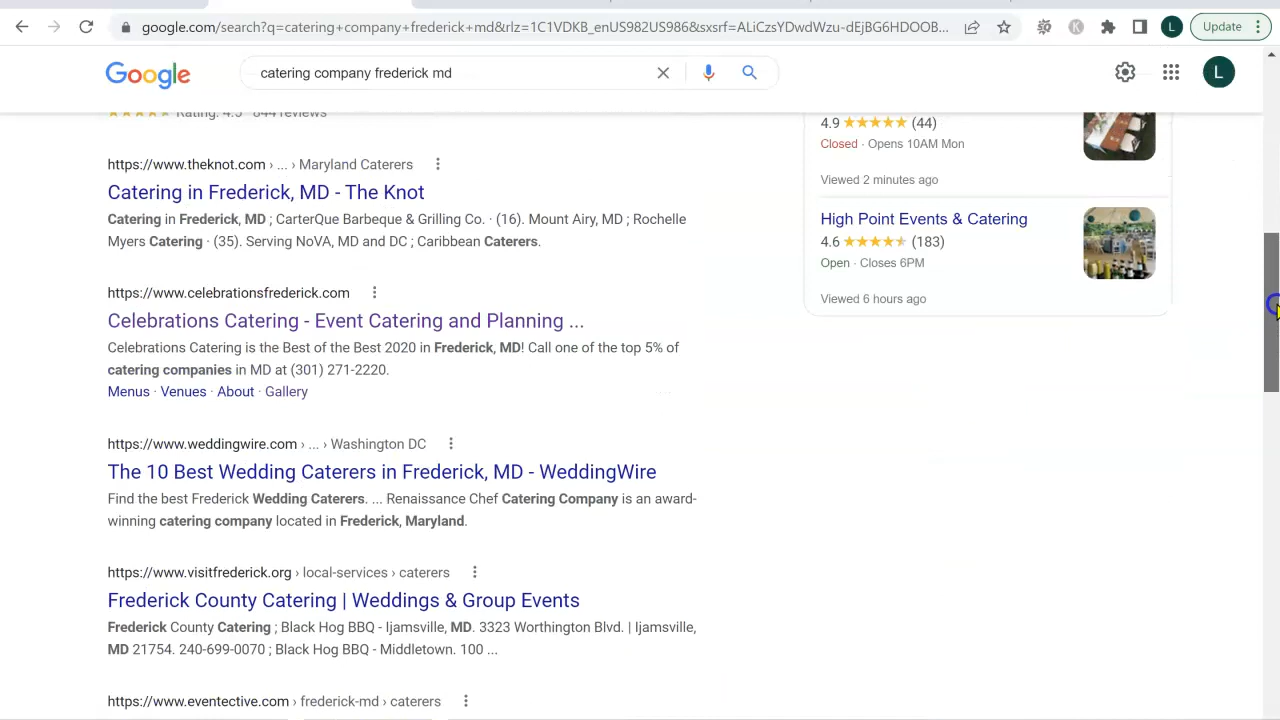 google.com/search?q=catering+company+frederick+md&rlz=1C1VDKB_enUS982US986&sxsrf=ALiCzsYDwdWzu-dEjBG6HDOOB...
K
L
Update
Google
catering company frederick md
L
Rating: 4.5 · 844 reviews
https://www.theknot.com › ... › Maryland Caterers
Catering in Frederick, MD - The Knot
Catering in Frederick, MD ; CarterQue Barbeque & Grilling Co. · (16). Mount Airy, MD ; Rochelle
Myers Catering · (35). Serving NoVA, MD and DC ; Caribbean Caterers.
https://www.celebrationsfrederick.com
Celebrations Catering - Event Catering and Planning ...
Celebrations Catering is the Best of the Best 2020 in Frederick, MD! Call one of the top 5% of
catering companies in MD at (301) 271-2220.
Menus · Venues · About · Gallery
https://www.weddingwire.com › ... › Washington DC
The 10 Best Wedding Caterers in Frederick, MD - WeddingWire
Find the best Frederick Wedding Caterers. ... Renaissance Chef Catering Company is an award-
winning catering company located in Frederick, Maryland.
https://www.visitfrederick.org › local-services › caterers
Frederick County Catering | Weddings & Group Events
Frederick County Catering ; Black Hog BBQ - Ijamsville, MD. 3323 Worthington Blvd. | Ijamsville,
MD 21754. 240-699-0070 ; Black Hog BBQ - Middletown. 100 ...
https://www.eventective.com › frederick-md › caterers
4.9 (44)
Closed · Opens 10AM Mon
Viewed 2 minutes ago
High Point Events & Catering
4.6 (183)
Open · Closes 6PM
Viewed 6 hours ago